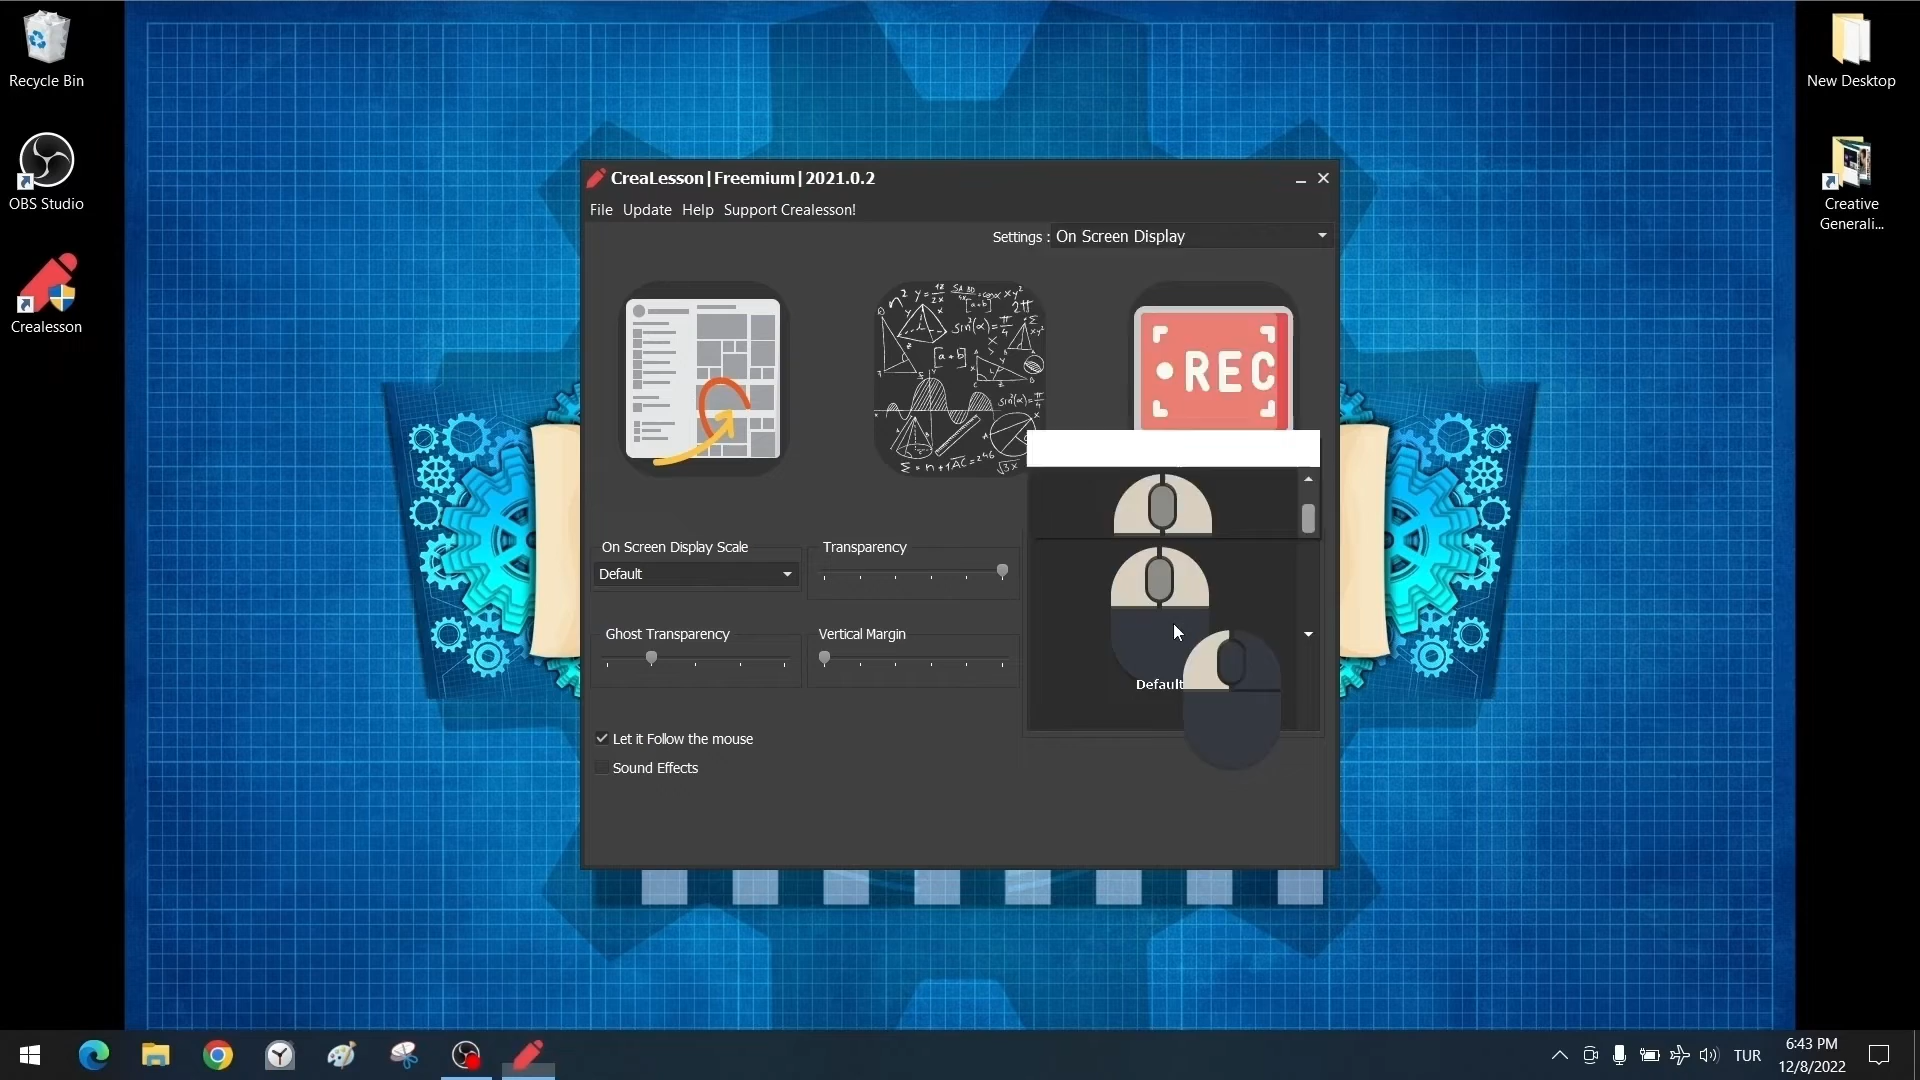 Recycle Bin
OBS Studio
Crealesson
New Desktop
Creative
Generali...
CreaLesson|Freemium|2021.0.2
File Update Help Support Crealesson!
Settings : On Screen Display
REC
On Screen Display Scale
Default
Transparency
Ghost Transparency
Vertical Margin
Default
Let it Follow the mouse
Sound Effects
TUR
6:43 PM
12/8/2022